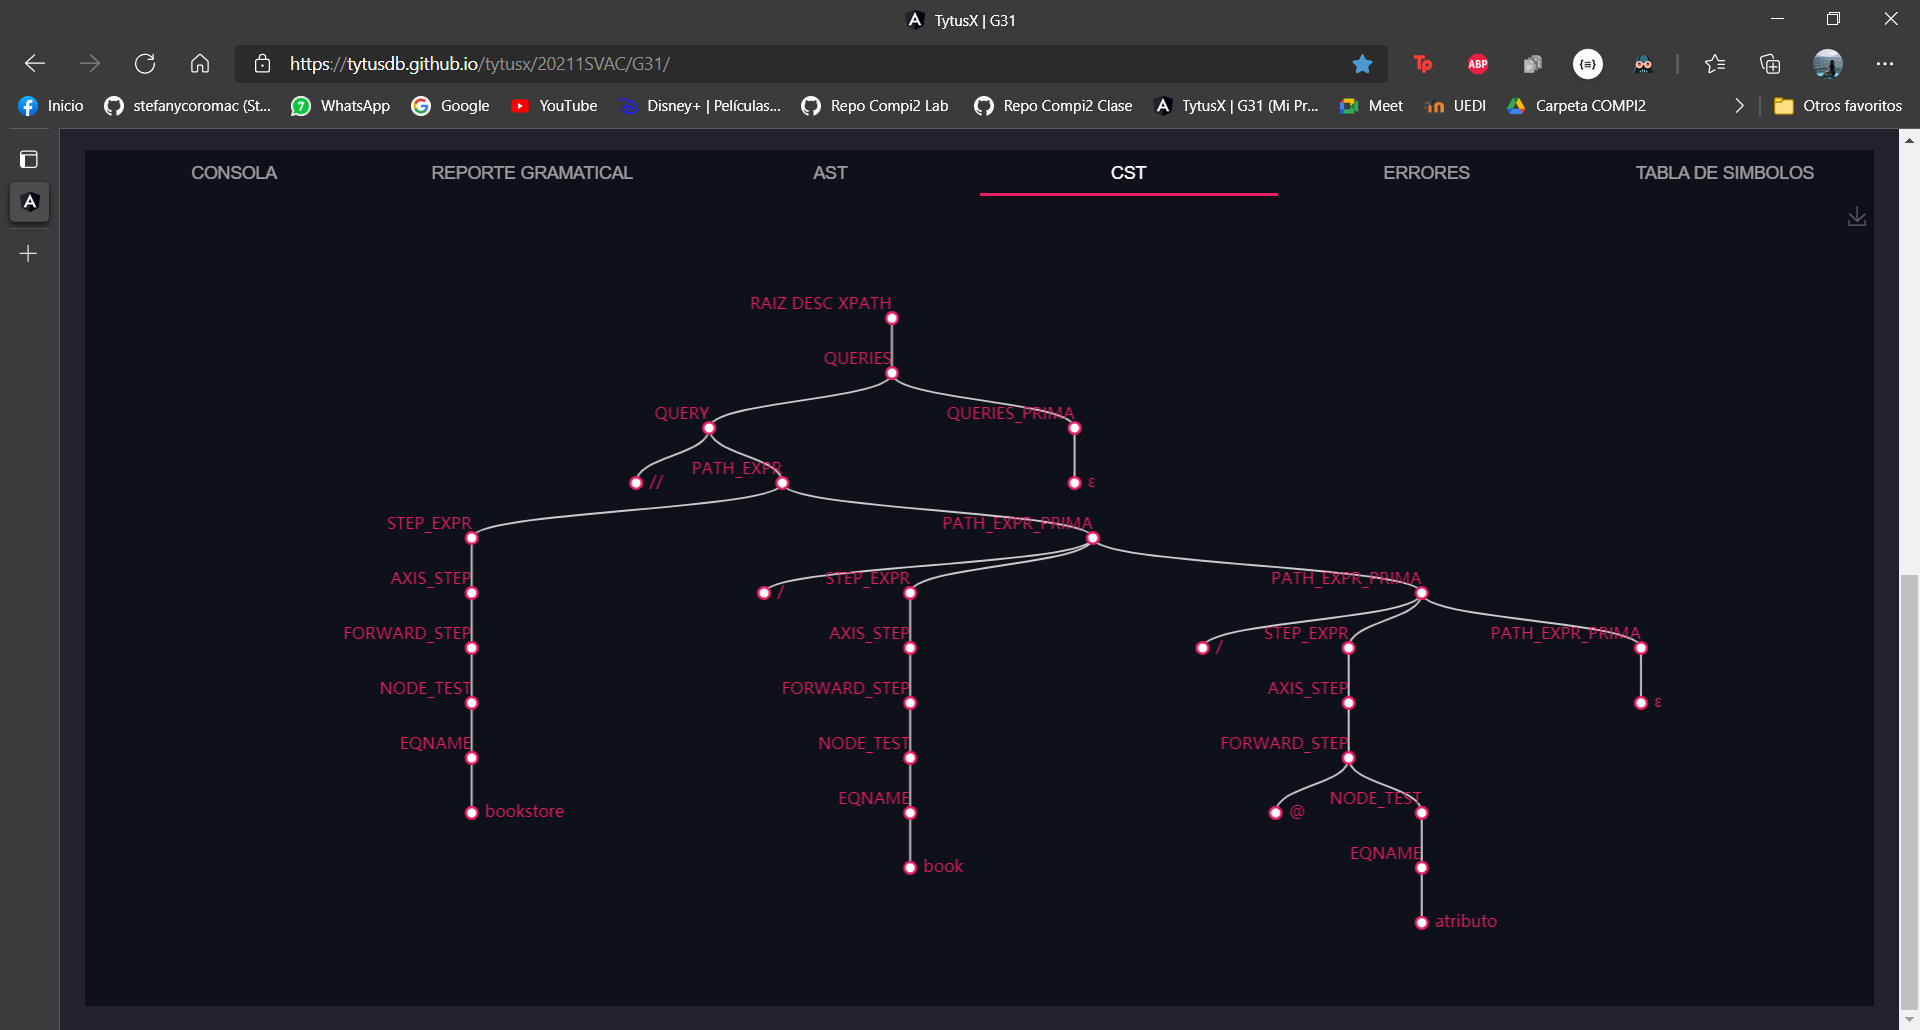 TytusX | G31
https://tytusdb.github.io/tytusx/20211SVAC/G31/
Tp
ABP
{=}
Inicio
stefanycoromac (St...
7
WhatsApp
Google
YouTube
Disney+ | Películas...
Repo Compi2 Lab
Repo Compi2 Clase
TytusX | G31 (Mi Pr...
Meet
UEDI
Carpeta COMPI2
Otros favoritos
CONSOLA
REPORTE GRAMATICAL
AST
CST
ERRORES
TABLA DE SIMBOLOS
RAIZ DESC XPATH
QUERIES
QUERY
QUERIES_PRIMA
//
PATH_EXPR
ε
STEP_EXPR
PATH_EXPR_PRIMA
AXIS_STEP
/
STEP_EXPR
PATH_EXPR_PRIMA
FORWARD_STEP
AXIS_STEP
/
STEP_EXPR
PATH_EXPR_PRIMA
NODE_TEST
FORWARD_STEP
AXIS_STEP
ε
EQNAME
NODE_TEST
FORWARD_STEP
bookstore
EQNAME
@
NODE_TEST
book
EQNAME
atributo